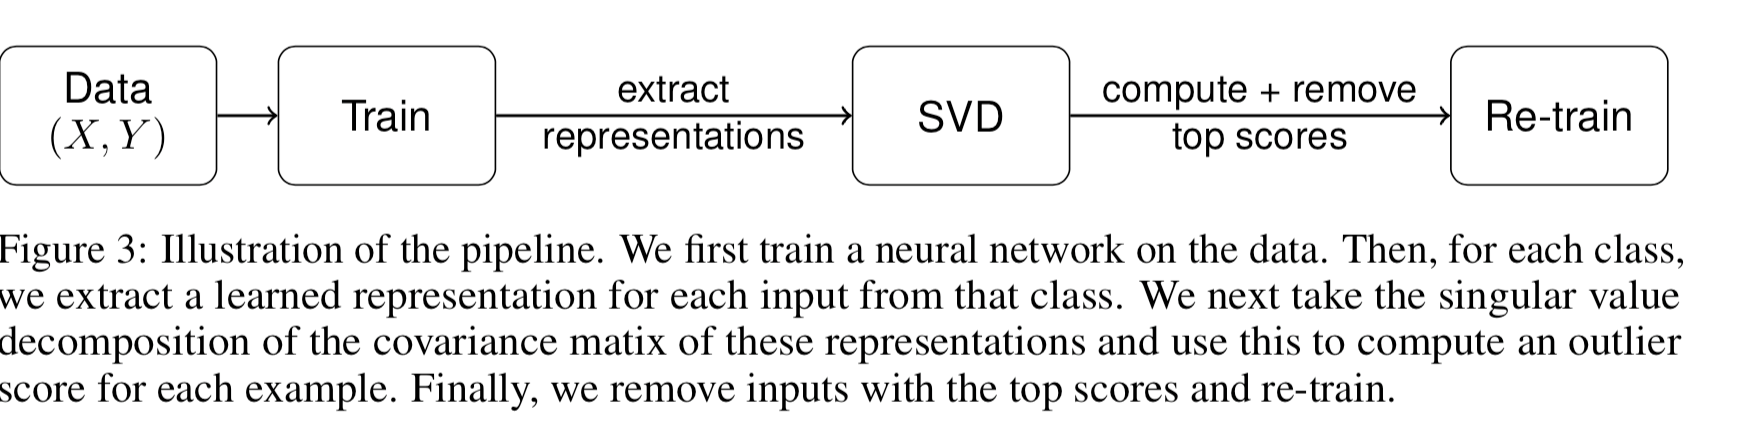 Data
(X, Y)
Train
extract
representations
SVD
compute + remove
top scores
Re-train
Figure 3: Illustration of the pipeline. We first train a neural network on the data. Then, for each class,
we extract a learned representation for each input from that class. We next take the singular value
decomposition of the covariance matix of these representations and use this to compute an outlier
score for each example. Finally, we remove inputs with the top scores and re-train.